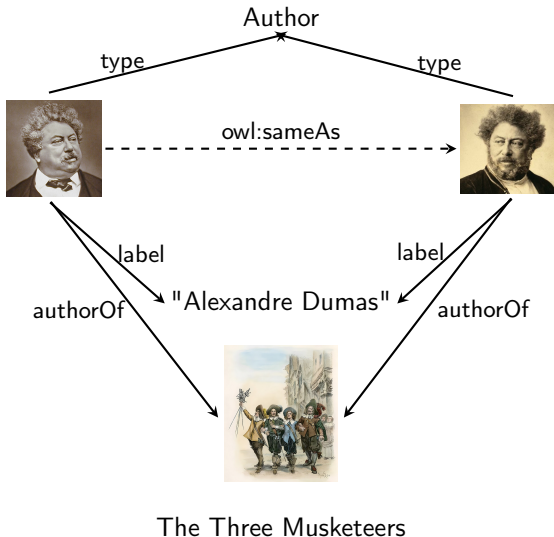 Author
type
type
owl:sameAs
label
label
"Alexandre Dumas"
authorOf
authorOf
The Three Musketeers